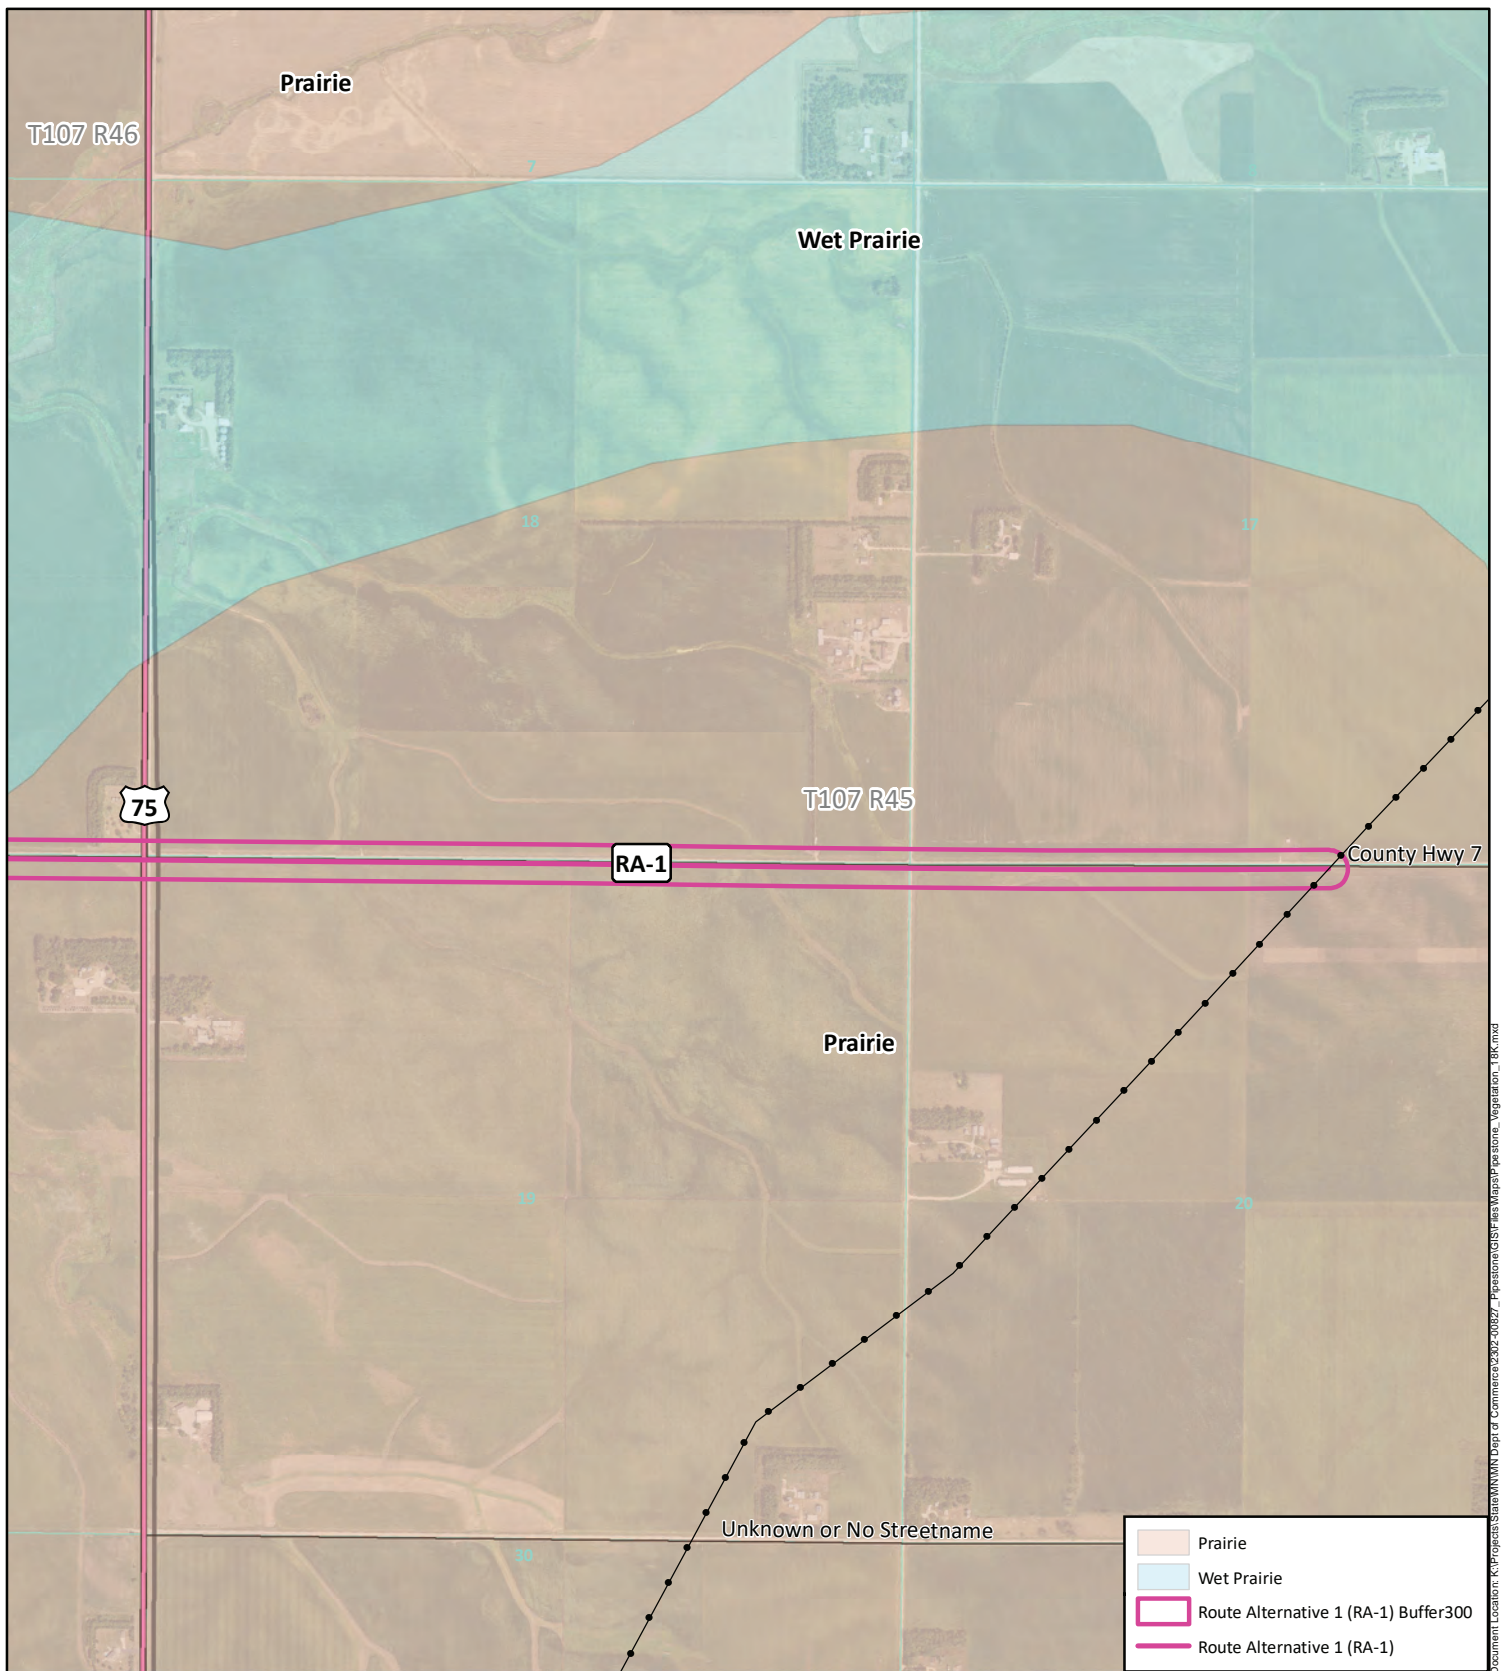 Prairie
T107 R46
7
Wet Prairie
18
17
75
T107 R45
RA-1
County Hwy 7
Prairie
19
20
Unknown or No Streetname
30
Prairie
Wet Prairie
Route Alternative 1 (RA-1) Buffer300
Route Alternative 1 (RA-1)
Document Location: K:\Projects\State\MN\MN Dept of Commerce\2302-00827_Pipestone\GIS\Files\Maps\Pipestone_Vegetation_18K.mxd